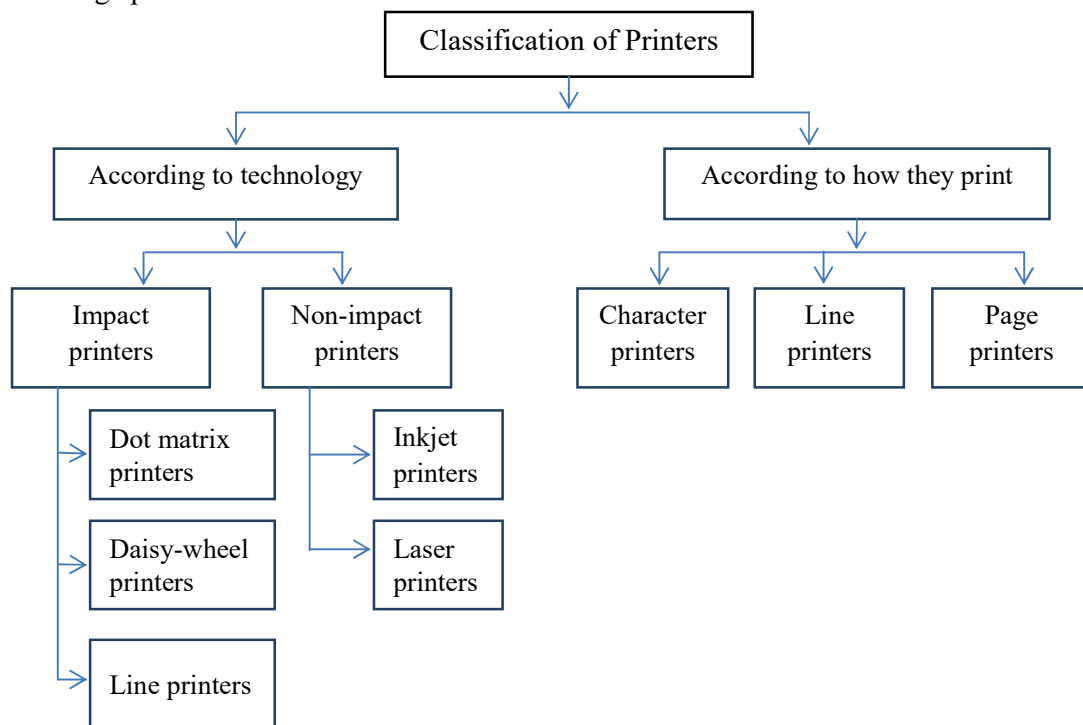 Classification of Printers
According to technology
According to how they print
Impact
printers
Non-impact
printers
Character
printers
Line
printers
Page
printers
Dot matrix
printers
Inkjet
printers
Daisy-wheel
printers
Laser
printers
Line printers